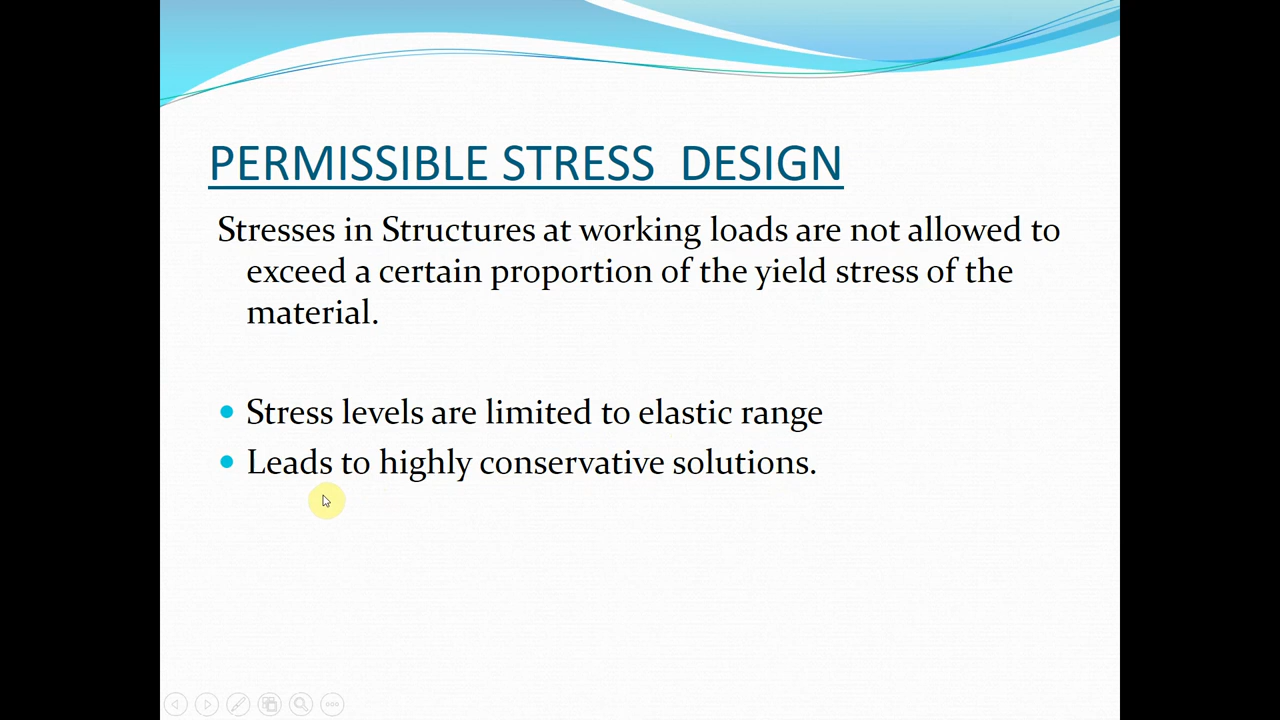 PERMISSIBLE STRESS  DESIGN
Stresses in Structures at working loads are not allowed to
exceed a certain proportion of the yield stress of the
material.
• Stress levels are limited to elastic range
• Leads to highly conservative solutions.